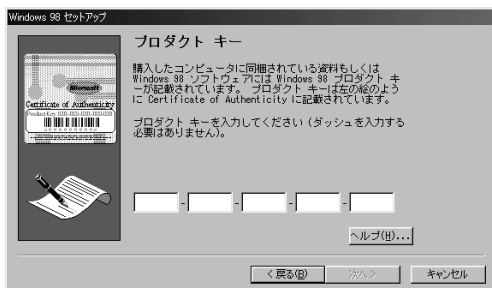 Windows 98 セットアップ
プロダクト キー
購入したコンピュータに同梱されている資料もしくは
Windows 98 ソフトウェアには Windows 98 プロダクト キ
ーが記載されています。 プロダクト キーは左の絵のよう
に Certificate of Authenticity に記載されています。
プロダクト キーを入力してください (ダッシュを入力する
必要はありません)。
Microsoft
Certificate of Authenticity
Product Key:
- - - -
ヘルプ(H)...
< 戻る(B)
次へ >
キャンセル